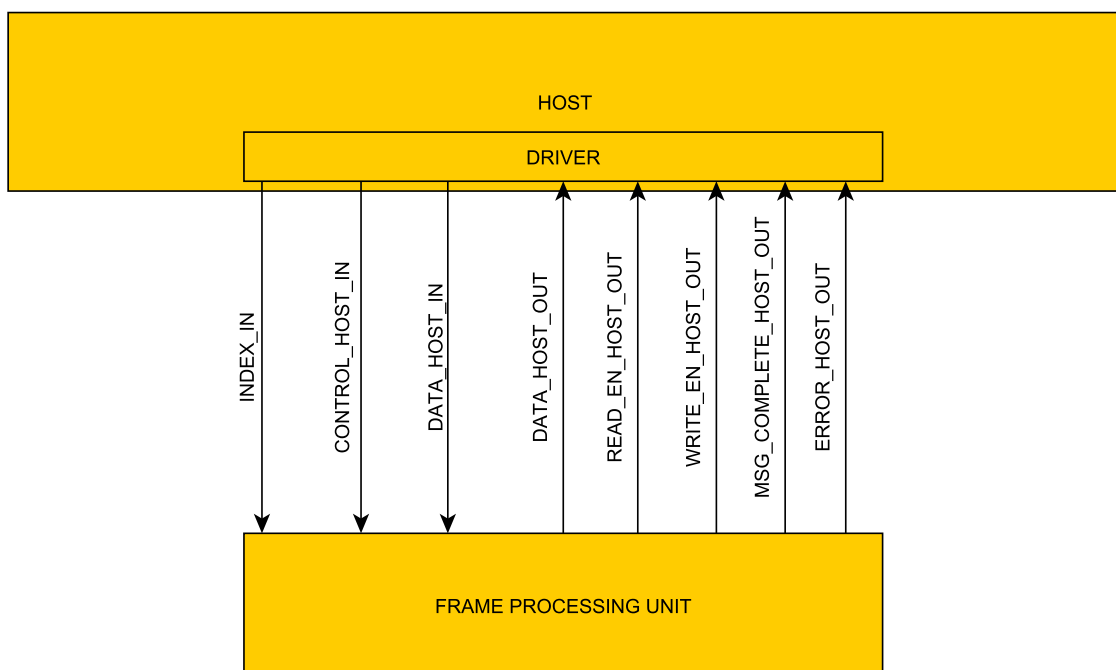 HOST
DRIVER
INDEX_IN
CONTROL_HOST_IN
DATA_HOST_IN
DATA_HOST_OUT
READ_EN_HOST_OUT
WRITE_EN_HOST_OUT
MSG_COMPLETE_HOST_OUT
ERROR_HOST_OUT
FRAME PROCESSING UNIT